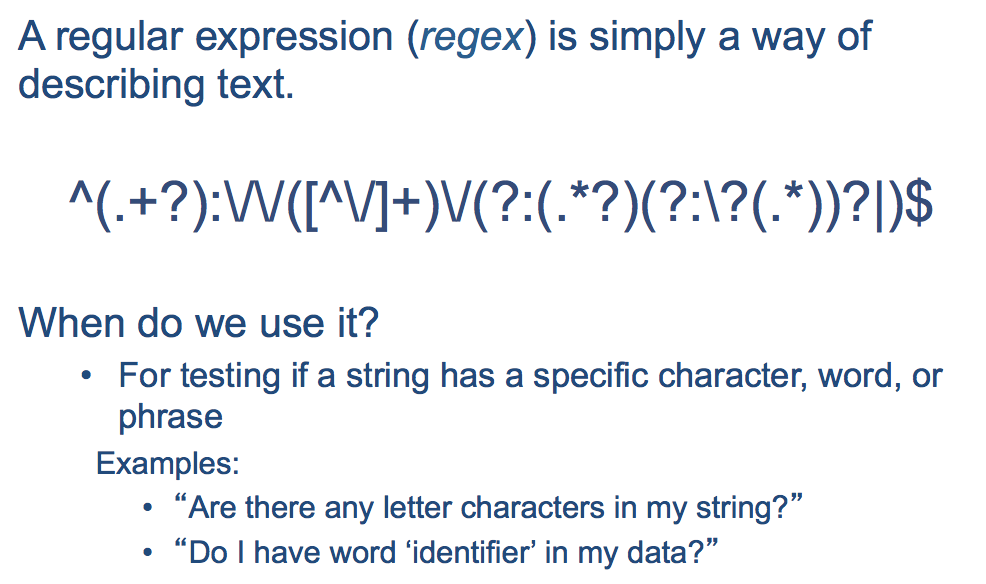 A regular expression (regex) is simply a way of
describing text.
^(.+?):\/\/([^\/]+)\/(?:(.*?)(?:\?(.*))?|)$
When do we use it?
• For testing if a string has a specific character, word, or
phrase
Examples:
• “Are there any letter characters in my string?”
• “Do I have word ‘identifier’ in my data?”